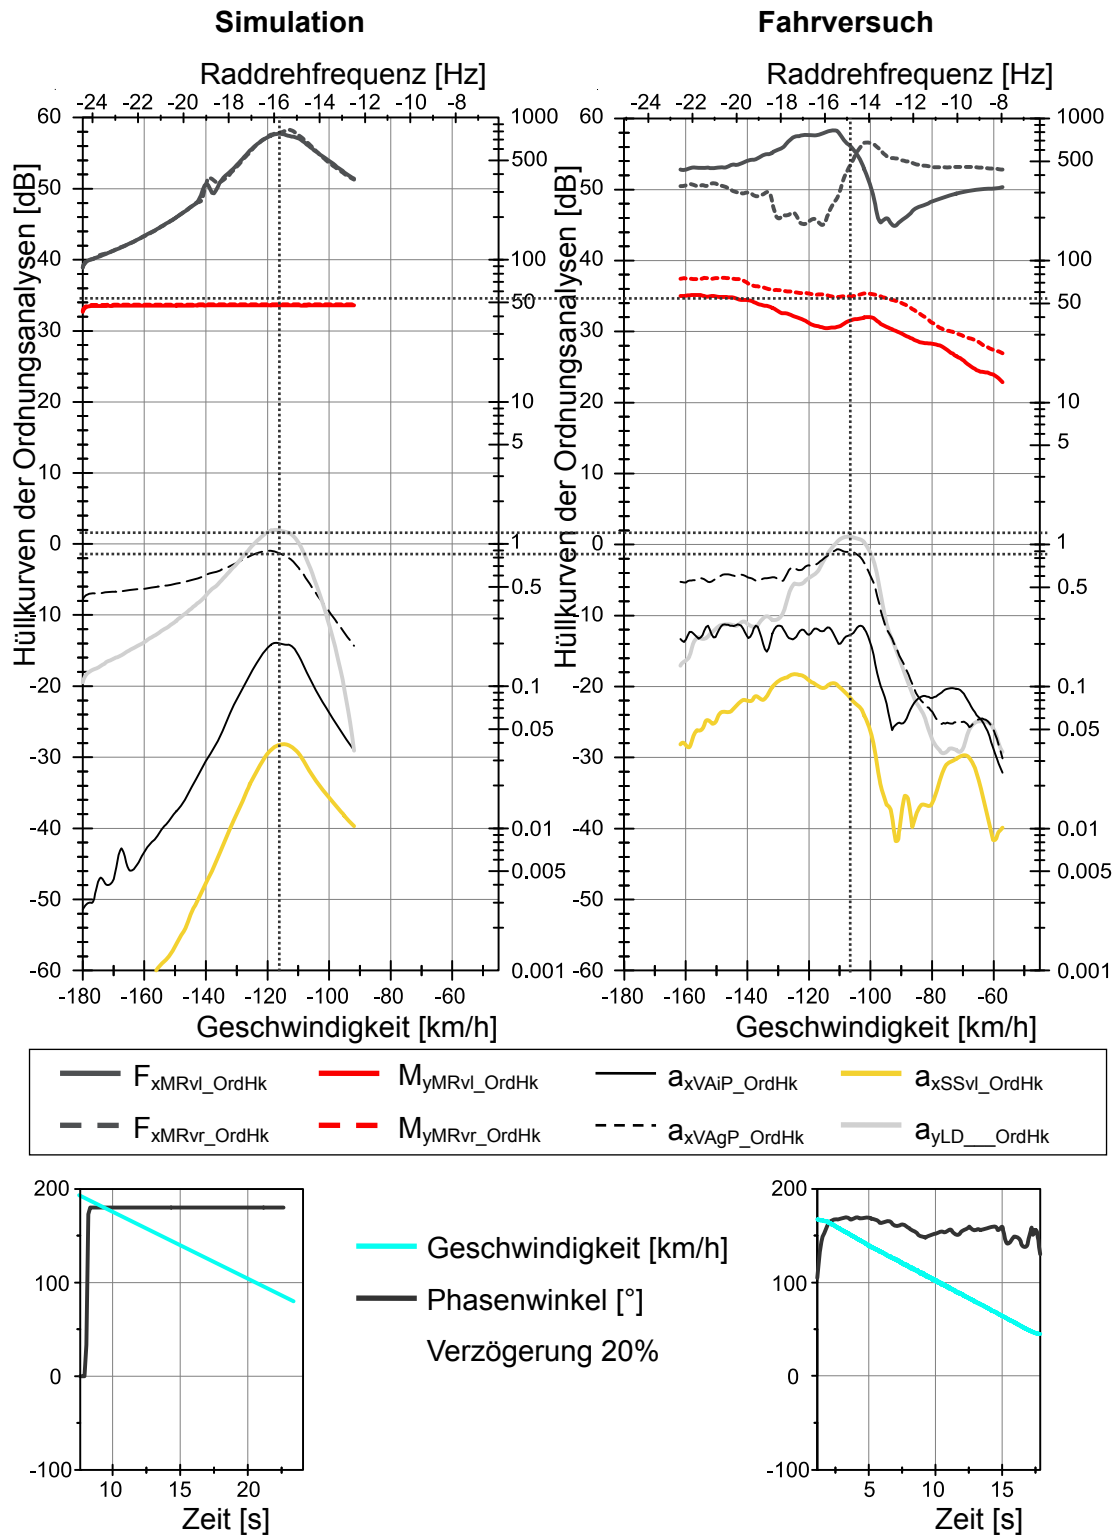 Simulation
Fahrversuch
Raddrehfrequenz [Hz]
Raddrehfrequenz [Hz]
-24 -22 -20 -18 -16 -14 -12 -10 -8 -6
-24 -22 -20 -18 -16 -14 -12 -10 -8
Hüllkurven der Ordnungsanalysen [dB]
60
50
40
30
20
10
0
-10
-20
-30
-40
-50
-60
1000
500
100
50
10
5
1
0.5
0.1
0.05
0.01
0.005
0.001
-180 -160 -140 -120 -100 -80 -60
Geschwindigkeit [km/h]
Hüllkurven der Ordnungsanalysen [dB]
60
50
40
30
20
10
0
-10
-20
-30
-40
-50
-60
1000
500
100
50
10
5
1
0.5
0.1
0.05
0.01
0.005
0.001
-180 -160 -140 -120 -100 -80 -60
Geschwindigkeit [km/h]
FxMRvl_OrdHk MyMRvl_OrdHk axVAiP_OrdHk axSSvl_OrdHk
FxMRvr_OrdHk MyMRvr_OrdHk axVAgP_OrdHk ayLD___OrdHk
200
100
0
-100
10 15 20
Zeit [s]
Geschwindigkeit [km/h]
Phasenwinkel [°]
Verzögerung 20%
200
100
0
-100
5 10 15
Zeit [s]